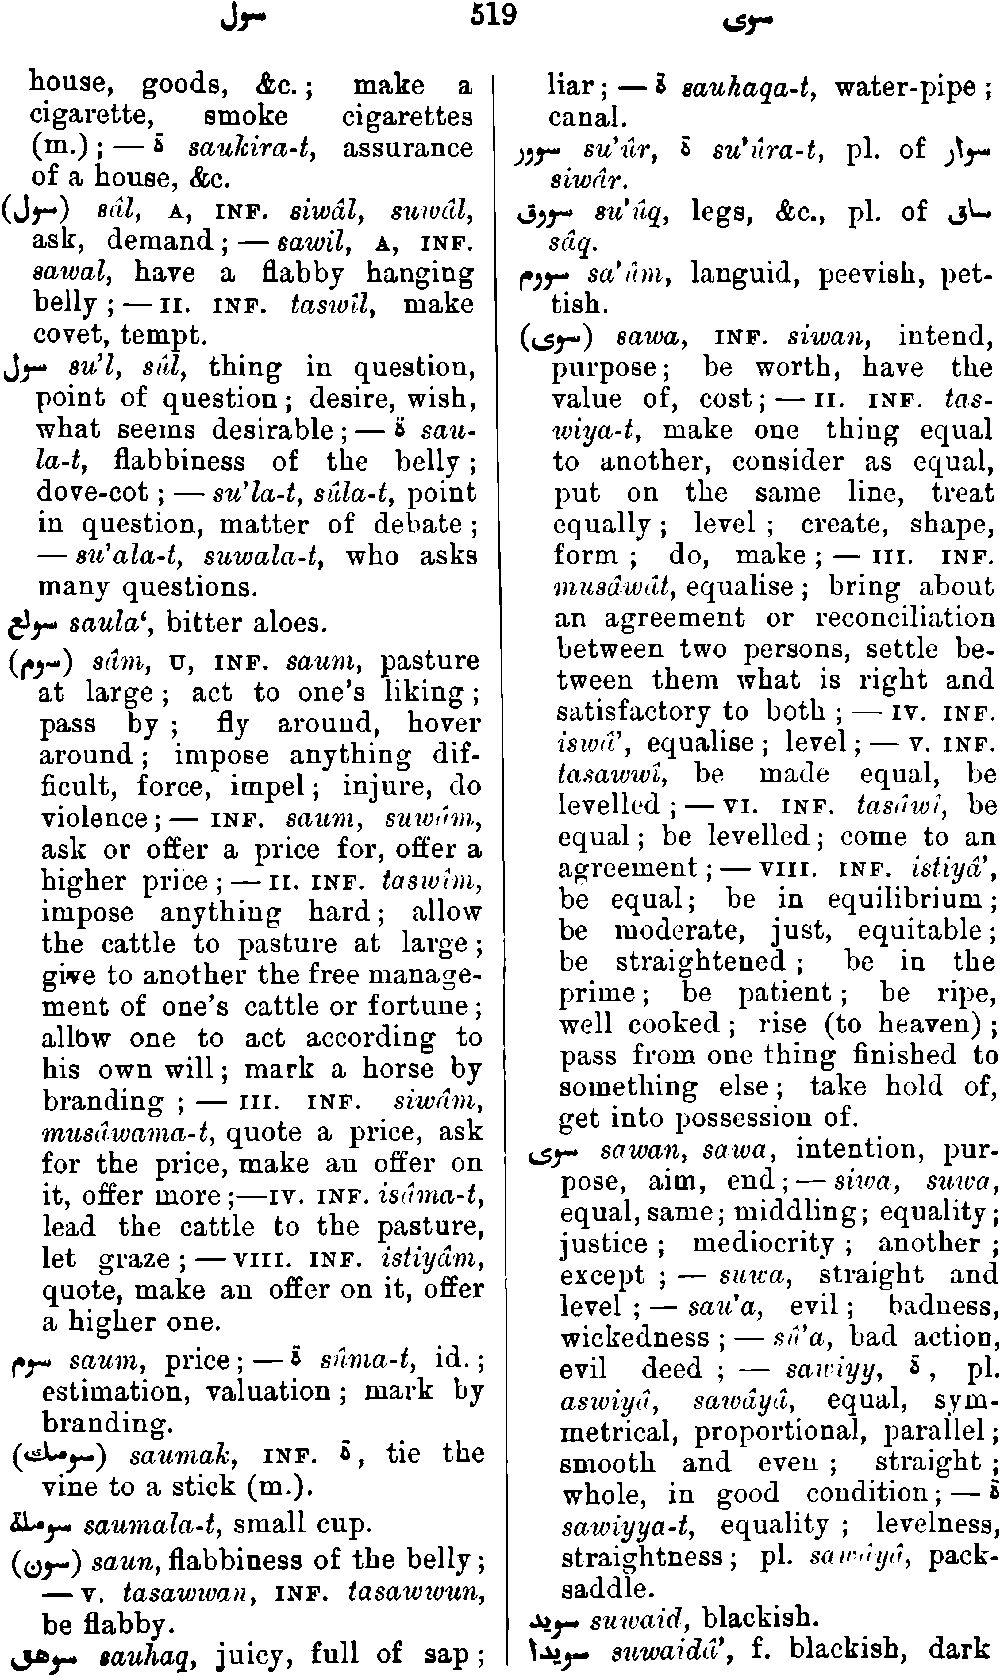 سول 519 سوى
house, goods, &c.; make a
cigarette, smoke cigarettes
(m.); — ة saukira-t, assurance
of a house, &c.
(سول) sâl, A, INF. siwâl, suwâl,
ask, demand; — sawil, A, INF.
sawal, have a flabby hanging
belly; — II. INF. taswîl, make
covet, tempt.
سول su'l, sûl, thing in question,
point of question; desire, wish,
what seems desirable; — ة sau-
la-t, flabbiness of the belly;
dove-cot; — su'la-t, sûla-t, point
in question, matter of debate;
— su'ala-t, suwala-t, who asks
many questions.
سولع saula‘, bitter aloes.
(سوم) sâm, U, INF. saum, pasture
at large; act to one's liking;
pass by; fly around, hover
around; impose anything dif-
ficult, force, impel; injure, do
violence; — INF. saum, suwâm,
ask or offer a price for, offer a
higher price; — II. INF. taswîm,
impose anything hard; allow
the cattle to pasture at large;
give to another the free manage-
ment of one's cattle or fortune;
allow one to act according to
his own will; mark a horse by
branding; — III. INF. siwâm,
musâwama-t, quote a price, ask
for the price, make an offer on
it, offer more;—IV. INF. isâma-t,
lead the cattle to the pasture,
let graze; — VIII. INF. istiyâm,
quote, make an offer on it, offer
a higher one.
سوم saum, price; — ة sûma-t, id.;
estimation, valuation; mark by
branding.
(سومك) saumak, INF. ة, tie the
vine to a stick (m.).
سوملة saumala-t, small cup.
(سون) saun, flabbiness of the belly;
— V. tasawwan, INF. tasawwun,
be flabby.
سوهق sauhaq, juicy, full of sap;
liar; — ة sauhaqa-t, water-pipe;
canal.
سوور su'ûr, ة su'ûra-t, pl. of سوار
siwâr.
سووق su'ûq, legs, &c., pl. of ساق
sâq.
سووم sa'ûm, languid, peevish, pet-
tish.
(سوى) sawa, INF. siwan, intend,
purpose; be worth, have the
value of, cost; — II. INF. tas-
wiya-t, make one thing equal
to another, consider as equal,
put on the same line, treat
equally; level; create, shape,
form; do, make; — III. INF.
musâwât, equalise; bring about
an agreement or reconciliation
between two persons, settle be-
tween them what is right and
satisfactory to both; — IV. INF.
iswâ', equalise; level; — V. INF.
tasawwî, be made equal, be
levelled; — VI. INF. tasâwî, be
equal; be levelled; come to an
agreement; — VIII. INF. istiyâ',
be equal; be in equilibrium;
be moderate, just, equitable;
be straightened; be in the
prime; be patient; be ripe,
well cooked; rise (to heaven);
pass from one thing finished to
something else; take hold of,
get into possession of.
سوى sawan, sawa, intention, pur-
pose, aim, end; — siwa, suwa,
equal, same; middling; equality;
justice; mediocrity; another;
except; — suwa, straight and
level; — sau'a, evil; badness,
wickedness; — sû'a, bad action,
evil deed; — sawiyy, ة, pl.
aswiyâ, sawâyâ, equal, sym-
metrical, proportional, parallel;
smooth and even; straight;
whole, in good condition; — ة
sawiyya-t, equality; levelness,
straightness; pl. sawâyâ, pack-
saddle.
سويد suwaid, blackish.
سويدا suwaidâ', f. blackish, dark